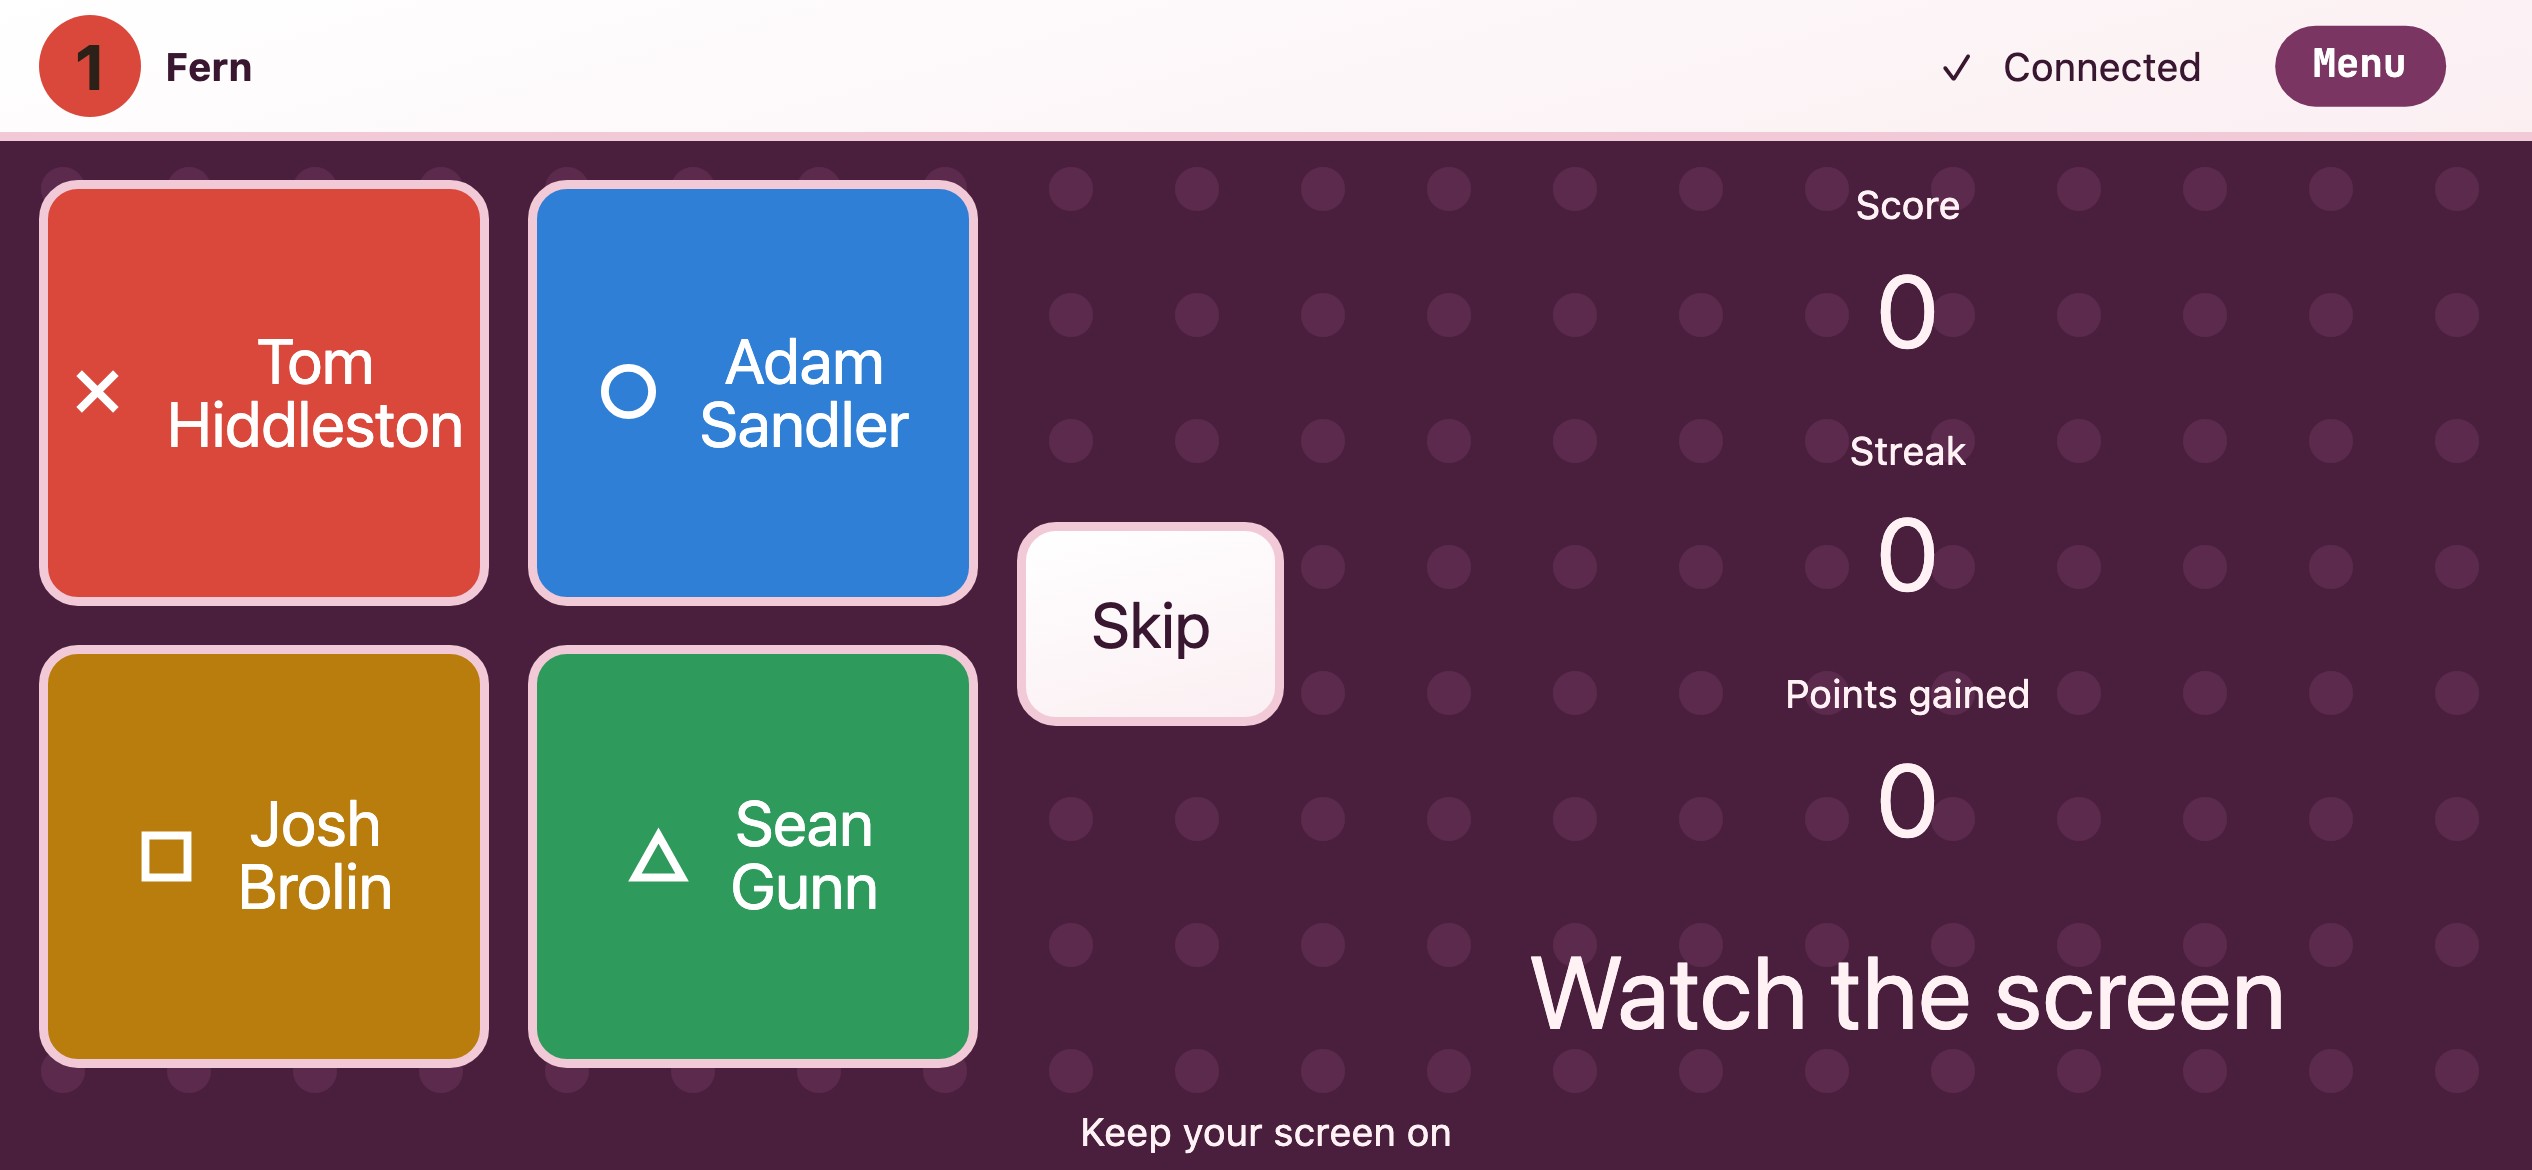 1 Fern
✓ Connected
Menu
Tom
Hiddleston
Adam
Sandler
Josh
Brolin
Sean
Gunn
Skip
Score
0
Streak
0
Points gained
0
Watch the screen
Keep your screen on